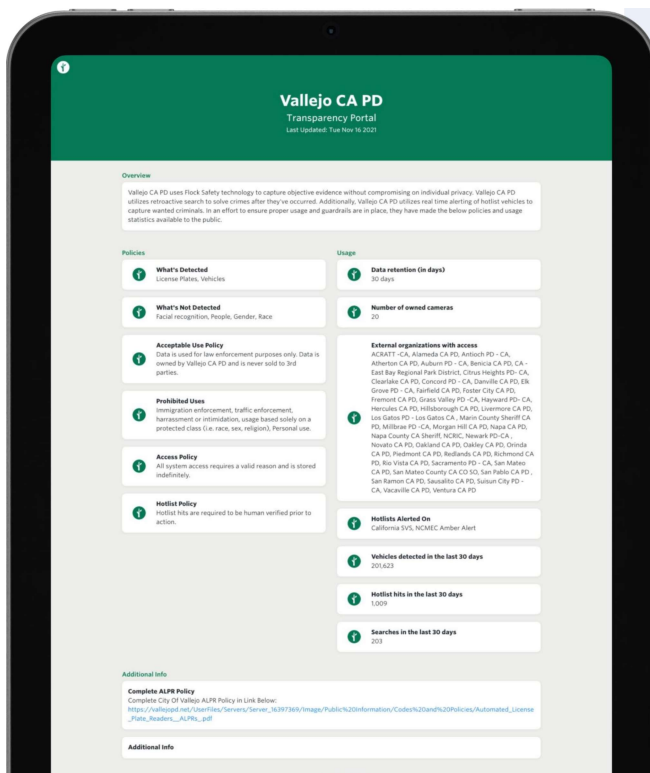 Vallejo CA PD
Transparency Portal
Last Updated: Tue Nov 16 2021
Overview
Vallejo CA PD uses Flock Safety technology to capture objective evidence without compromising on individual privacy. Vallejo CA PD
utilizes retroactive search to solve crimes after they've occurred. Additionally, Vallejo CA PD utilizes real time alerting of hotlist vehicles to
capture wanted criminals. In an effort to ensure proper usage and guardrails are in place, they have made the below policies and usage
statistics available to the public.
Policies
What's Detected
License Plates, Vehicles
What's Not Detected
Facial recognition, People, Gender, Race
Acceptable Use Policy
Data is used for law enforcement purposes only. Data is
owned by Vallejo CA PD and is never sold to 3rd
parties.
Prohibited Uses
Immigration enforcement, traffic enforcement,
harrassment or intimidation, usage based solely on a
protected class (i.e. race, sex, religion), Personal use.
Access Policy
All system access requires a valid reason and is stored
indefinitely.
Hotlist Policy
Hotlist hits are required to be human verified prior to
action.
Usage
Data retention (in days)
30 days
Number of owned cameras
20
External organizations with access
ACRATT -CA, Alameda CA PD, Antioch PD - CA,
Atherton CA PD, Auburn PD - CA, Benicia CA PD, CA -
East Bay Regional Park District, Citrus Heights PD- CA,
Clearlake CA PD, Concord PD - CA, Danville CA PD, Elk
Grove PD - CA, Fairfield CA PD, Foster City CA PD,
Fremont CA PD, Grass Valley PD -CA, Hayward PD- CA,
Hercules CA PD, Hillsborough CA PD, Livermore CA PD,
Los Gatos PD - Los Gatos CA , Marin County Sheriff CA
PD, Millbrae PD -CA, Morgan Hill CA PD, Napa CA PD,
Napa County CA Sheriff, NCRIC, Newark PD-CA ,
Novato CA PD, Oakland CA PD, Oakley CA PD, Orinda
CA PD, Piedmont CA PD, Redlands CA PD, Richmond CA
PD, Rio Vista CA PD, Sacramento PD - CA, San Mateo
CA PD, San Mateo County CA CO SO, San Pablo CA PD ,
San Ramon CA PD, Sausalito CA PD, Suisun City PD -
CA, Vacaville CA PD, Ventura CA PD
Hotlists Alerted On
California SVS, NCMEC Amber Alert
Vehicles detected in the last 30 days
201,623
Hotlist hits in the last 30 days
1,009
Searches in the last 30 days
203
Additional Info
Complete ALPR Policy
Complete City Of Vallejo ALPR Policy in Link Below:
https://vallejopd.net/UserFiles/Servers/Server_16397369/Image/Public%20Information/Codes%20and%20Policies/Automated_License
_Plate_Readers__ALPRs_.pdf
Additional Info